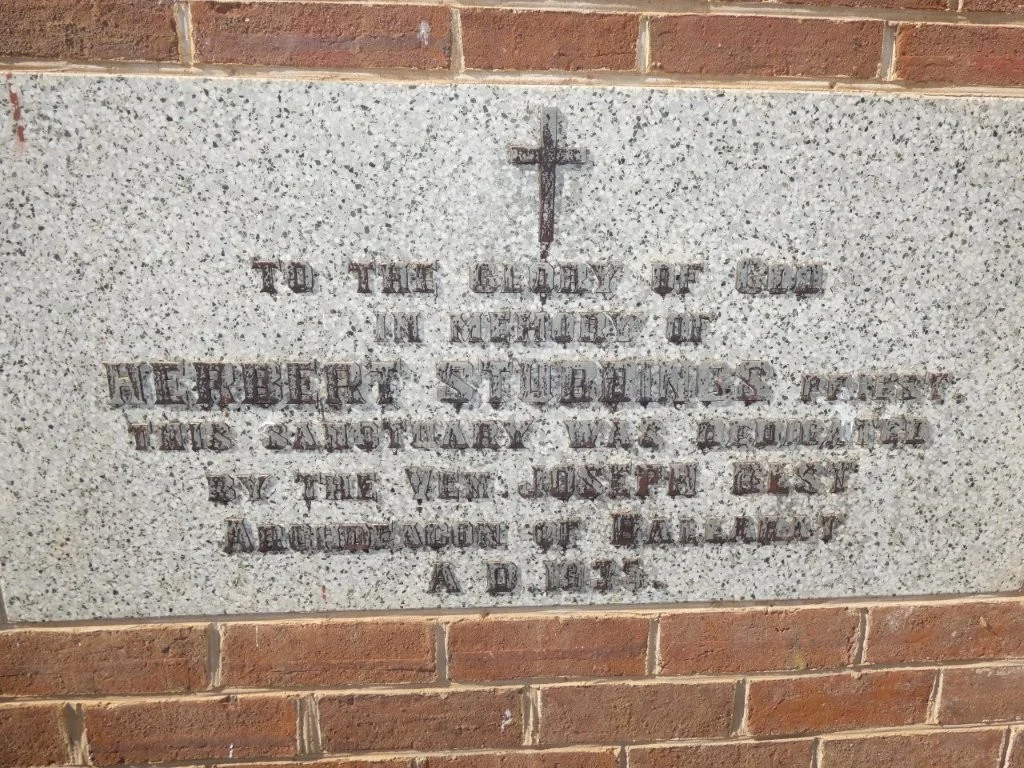 TO THE GLORY OF GOD
IN MEMORY OF
HERBERT STUBBINGS PRIEST
THIS SANCTUARY WAS DEDICATED
BY THE VEN. JOSEPH BEST
ARCHDEACON OF BALLARAT
A D 1935.